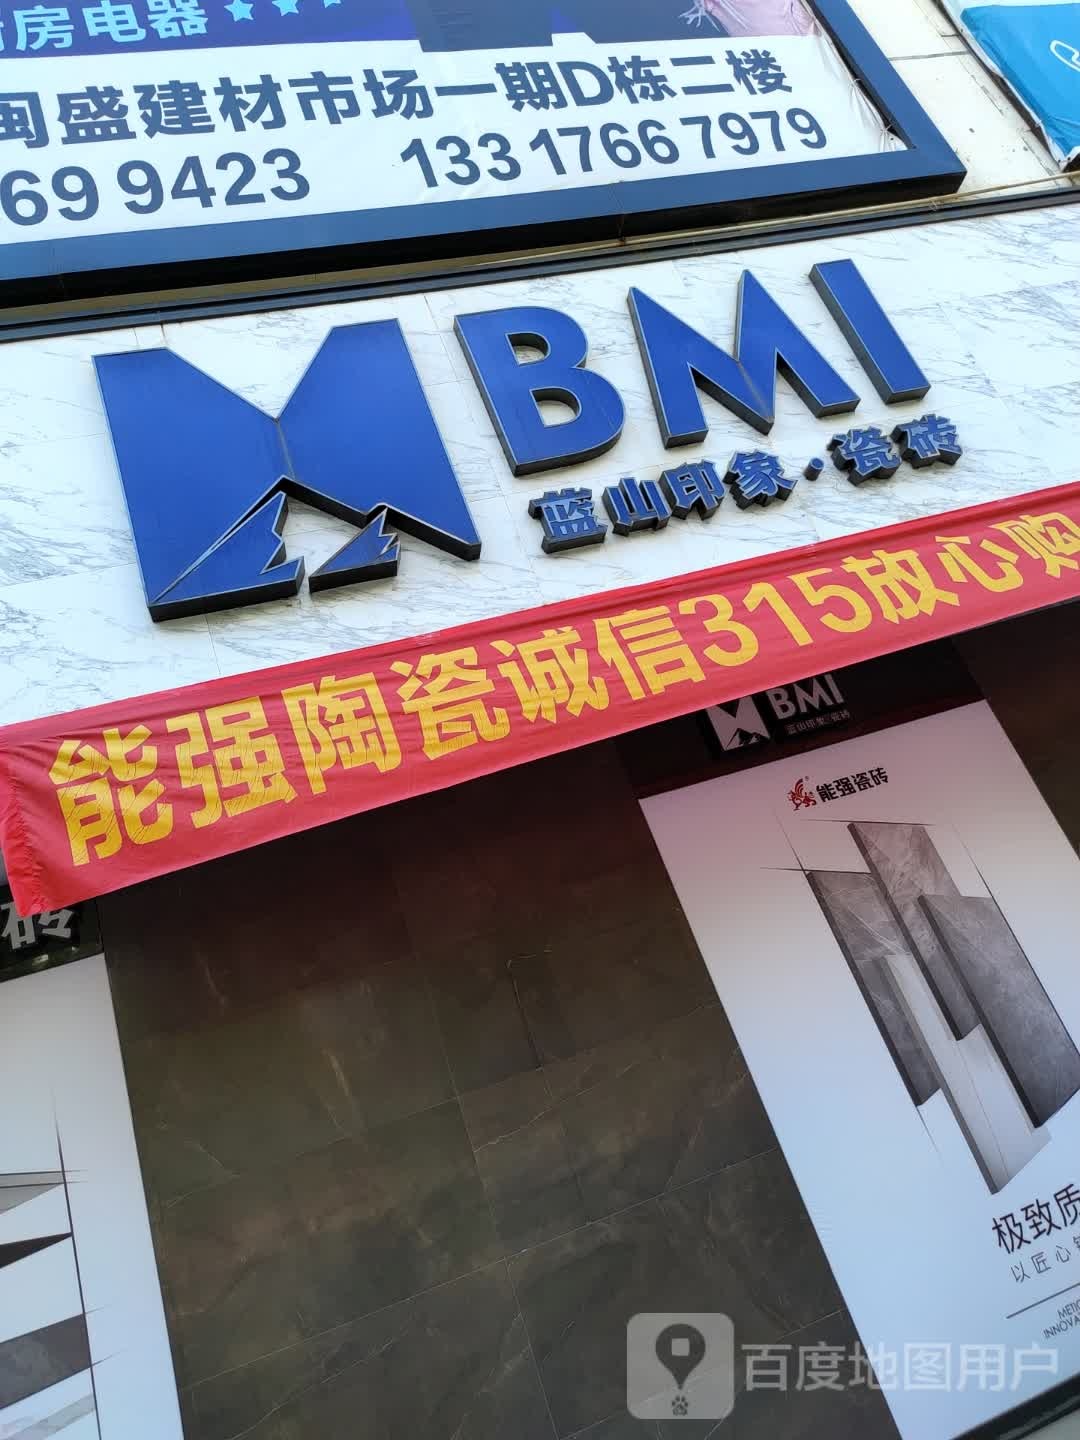 房电器
闽盛建材市场一期D栋二楼
69 9423 133 1766 7979
BMI
蓝山印象·瓷砖
能强陶瓷诚信315放心购
BMI
蓝山印象·瓷砖
能强瓷砖
砖
极致质
以匠心
METIC
INNOVA
百度地图用户